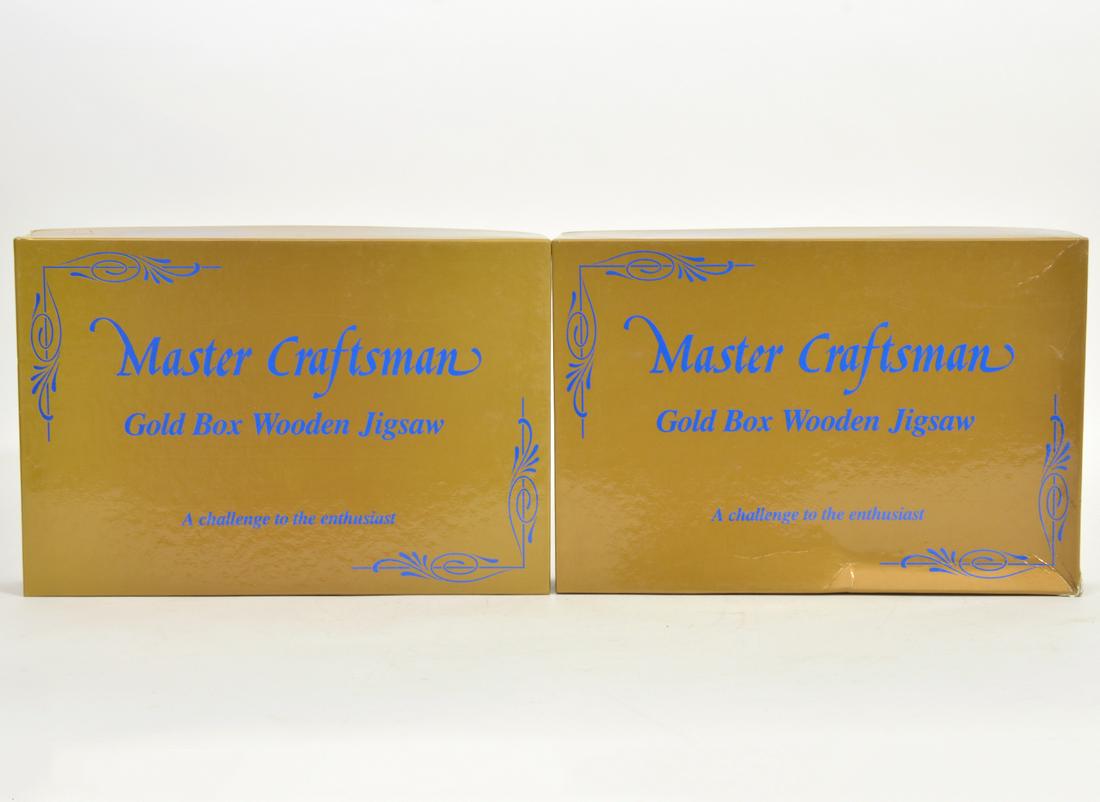 Master Craftsman
Gold Box Wooden Jigsaw
A challenge to the enthusiast
Master Craftsman
Gold Box Wooden Jigsaw
A challenge to the enthusiast